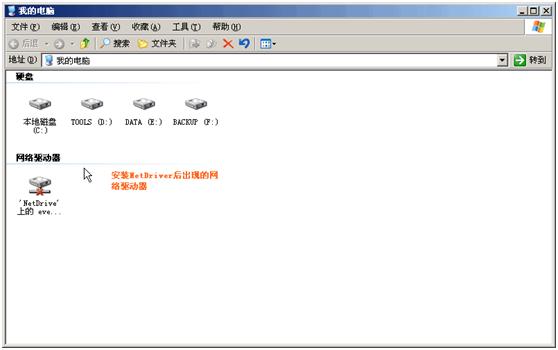 我的电脑
文件(F) 编辑(E) 查看(V) 收藏(A) 工具(T) 帮助(H)
后退 搜索 文件夹
地址(D) 我的电脑 转到
硬盘
本地磁盘 TOOLS (D:) DATA (E:) BACKUP (F:)
(C:)
网络驱动器
安装NetDriver后出现的网
络驱动器
'NetDrive'
上的 eve...